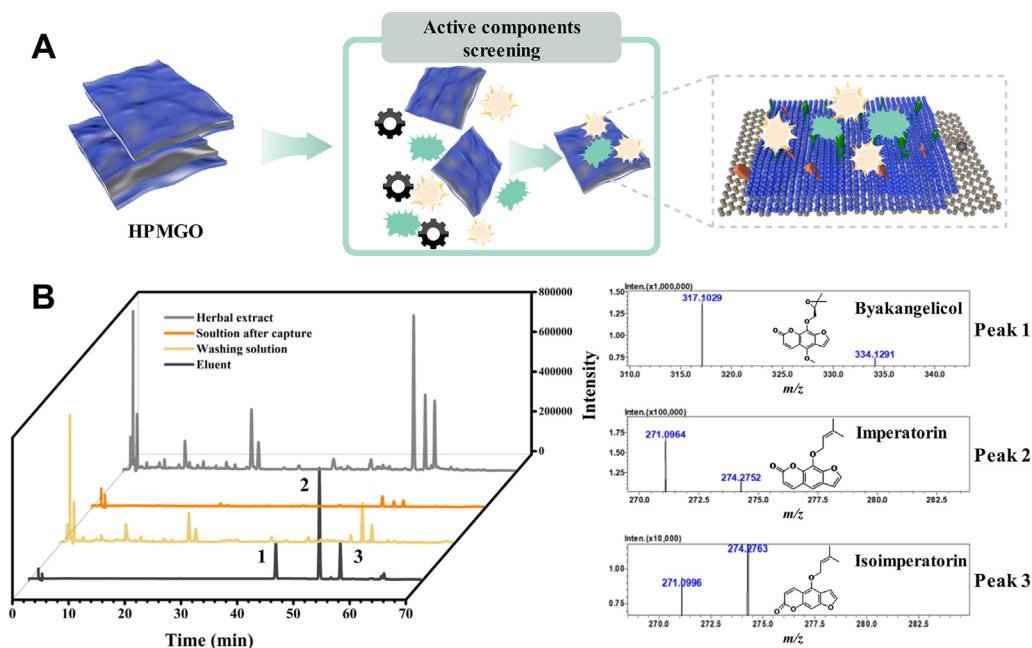 A
Active components
screening
HPMGO
B
800000
600000
400000
200000
0
Intensity
Herbal extract
Soultion after capture
Washing solution
Eluent
1
2
3
0
10
20
30
40
50
60
70
Time (min)
Inten.(x1,000,000)
1.50
1.25
1.00
0.75
317.1029
334.1291
Byakangelicol
Peak 1
O
O
O
O
O
O
310.0
315.0
320.0
325.0
330.0
335.0
340.0
m/z
Inten.(x100,000)
1.75
1.50
1.25
271.0964
274.2752
Imperatorin
Peak 2
O
O
O
O
270.0
272.5
275.0
277.5
280.0
282.5
m/z
Inten.(x10,000)
1.00
0.75
271.0996
274.2763
Isoimperatorin
Peak 3
O
O
O
O
270.0
272.5
275.0
277.5
280.0
282.5
m/z